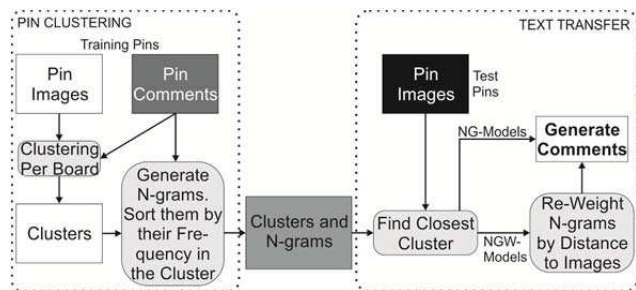 PIN CLUSTERING
Training Pins
Pin
Images
Pin
Comments
Clustering
Per Board
Clusters
Generate
N-grams.
Sort them by
their Fre-
quency in
the Cluster
Clusters and
N-grams
TEXT TRANSFER
Pin
Images
Test
Pins
NG-Models
Generate
Comments
Find Closest
Cluster
NGW-
Models
Re-Weight
N-grams
by Distance
to Images